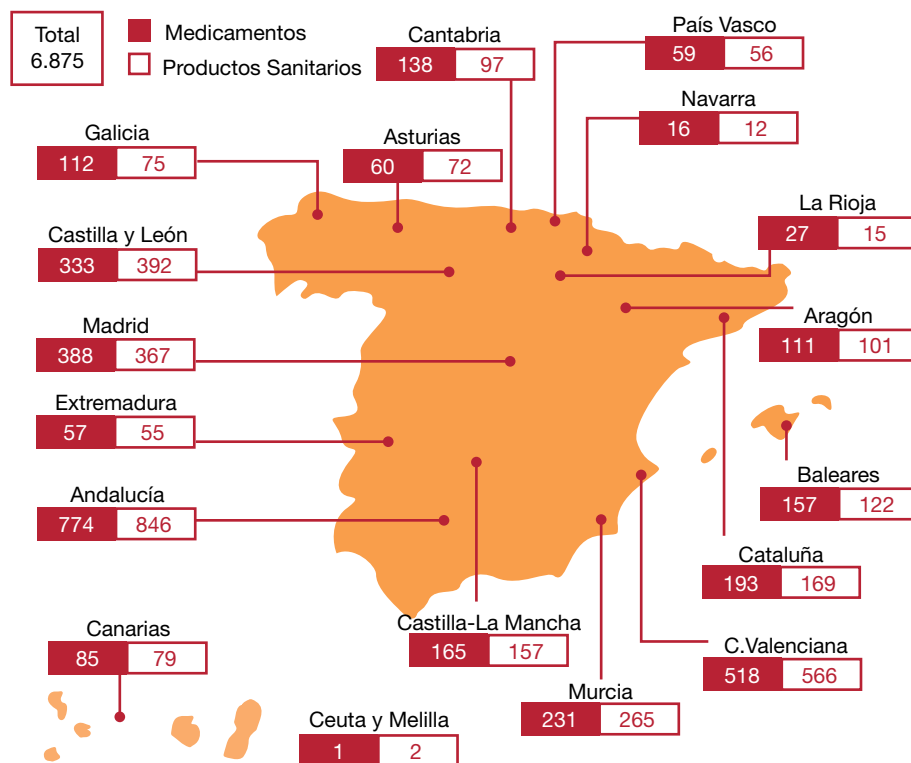 Total
6.875
Medicamentos
Productos Sanitarios
Cantabria
138 97
País Vasco
59 56
Navarra
16 12
Galicia
112 75
Asturias
60 72
La Rioja
27 15
Castilla y León
333 392
Aragón
111 101
Madrid
388 367
Extremadura
57 55
Baleares
157 122
Andalucía
774 846
Cataluña
193 169
Castilla-La Mancha
165 157
C.Valenciana
518 566
Canarias
85 79
Murcia
231 265
Ceuta y Melilla
1 2